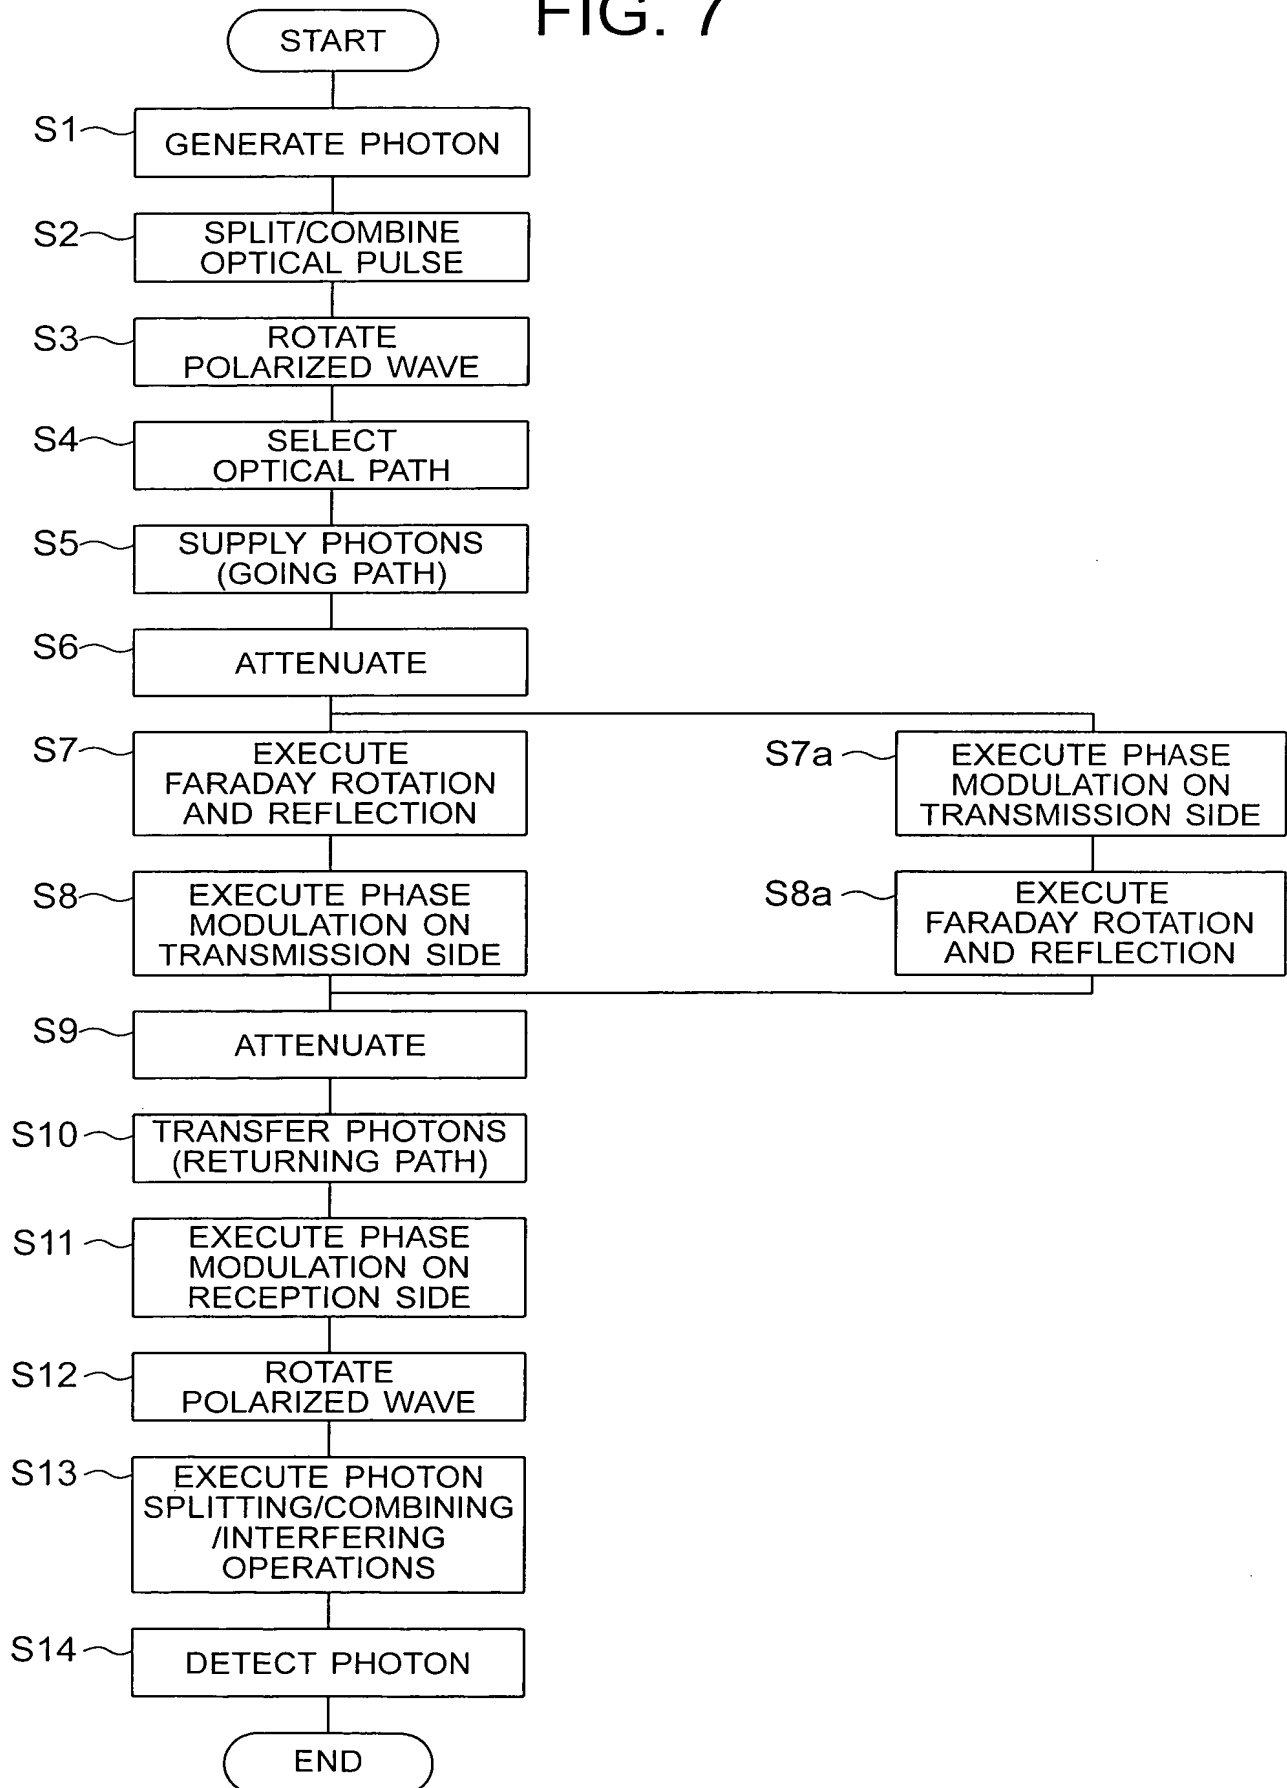 FIG. 7
START
S1
GENERATE PHOTON
S2
SPLIT/COMBINE
OPTICAL PULSE
S3
ROTATE
POLARIZED WAVE
S4
SELECT
OPTICAL PATH
S5
SUPPLY PHOTONS
(GOING PATH)
S6
ATTENUATE
S7
EXECUTE
FARADAY ROTATION
AND REFLECTION
S7a
EXECUTE PHASE
MODULATION ON
TRANSMISSION SIDE
S8
EXECUTE PHASE
MODULATION ON
TRANSMISSION SIDE
S8a
EXECUTE
FARADAY ROTATION
AND REFLECTION
S9
ATTENUATE
S10
TRANSFER PHOTONS
(RETURNING PATH)
S11
EXECUTE PHASE
MODULATION ON
RECEPTION SIDE
S12
ROTATE
POLARIZED WAVE
S13
EXECUTE PHOTON
SPLITTING/COMBINING
/INTERFERING
OPERATIONS
S14
DETECT PHOTON
END